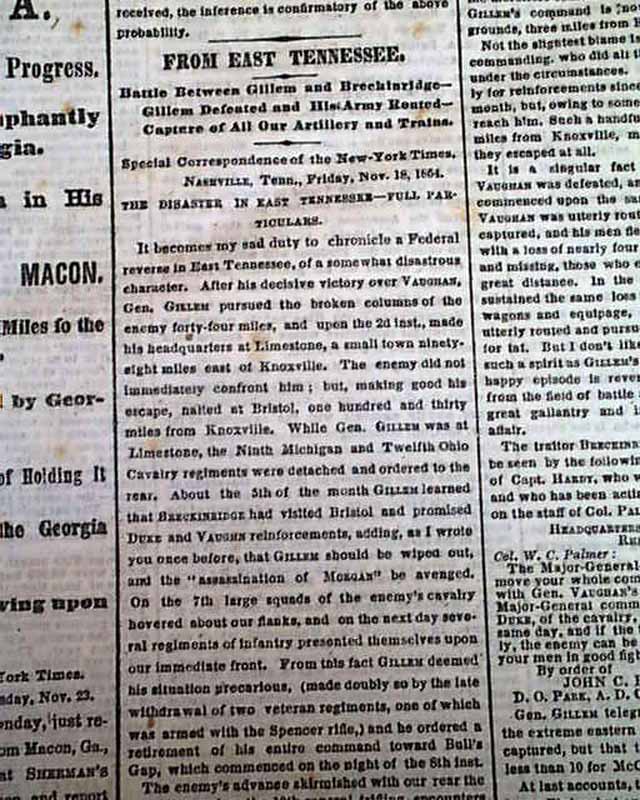 A.,
Progress.
mphantly
gia.
n in His
MACON.
Miles fo the
by Geor-
of Holding It
the Georgia
ving upon
York Times.
day, Nov. 23.
onday, just re-
om Macon, Ga.,
at SHERMAN'S
and report
received, the inference is confirmatory of the above
probability.
FROM EAST TENNESSEE.
Battle Between Gillem and Breckinridge—
Gillem Defeated and His Army Routed—
Capture of All Our Artillery and Trains.
Special Correspondence of the New-York Times.
NASHVILLE, Tenn., Friday, Nov. 18, 1864.
THE DISASTER IN EAST TENNESSEE—FULL PAR-
TICULARS.
It becomes my sad duty to chronicle a Federal
reverse in East Tennessee, of a somewhat disastrous
character. After his decisive victory over VAUGHAN,
Gen. GILLEM pursued the broken columns of the
enemy forty-four miles, and upon the 2d inst., made
his headquarters at Limestone, a small town ninety-
eight miles east of Knoxville. The enemy did not
immediately confront him; but, making good his
escape, halted at Bristol, one hundred and thirty
miles from Knoxville. While Gen. GILLEM was at
Limestone, the Ninth Michigan and Twelfth Ohio
Cavalry regiments were detached and ordered to the
rear. About the 5th of the month GILLEM learned
that BRECKINRIDGE had visited Bristol and promised
DUKE and VAUGHN reinforcements, adding, as I wrote
you once before, that GILLEM should be wiped out,
and the "assassination of MORGAN" be avenged.
On the 7th large squads of the enemy's cavalry
hovered about our flanks, and on the next day seve-
ral regiments of infantry presented themselves upon
our immediate front. From this fact GILLEM deemed
his situation precarious, (made doubly so by the late
withdrawal of two veteran regiments, one of which
was armed with the Spencer rifle,) and he ordered a
retirement of his entire command toward Bull's
Gap, which commenced on the night of the 8th inst.
The enemy's advance skirmished with our rear the
GILLEM'S command is now
grounds, three miles from
Not the slightest blame is
commanding. who did all
under the circumstances.
ly for reinforcements since
month, but, owing to some
reach him. Such a handfu
miles from Knoxville, m
they escaped at all.
It is a singular fact
VAUGHAN was defeated, an
commenced upon the sa
VAUGHAN was utterly rout
captured, and his men fle
with a loss of nearly four
and missing, those who e
great distance. In the
sustained the same loss
wagons and equipage,
utterly routed and pursu
for tat. But I don't like
such a spirit as GILLEM'S
happy episode is rever
from the field of battle
great gallantry and
affair.
The traitor BRECKINR
be seen by the followin
of Capt. HARDY, who w
and who has been actin
on the staff of Col. PAL
HEADQUARTERS
Col. W. C. Palmer:
The Major-General
move your whole com
with Gen. VAUGHAN'S
Major-General comm
DUKE, of the cavalry,
same day, and if the
ly, the enemy can be
your men in good fight
By order of
JOHN C.
D. O. PARK, A. D. C
Gen. GILLEM telegr
the extreme eastern
captured, but that
less than 10 for McC
At last accounts,